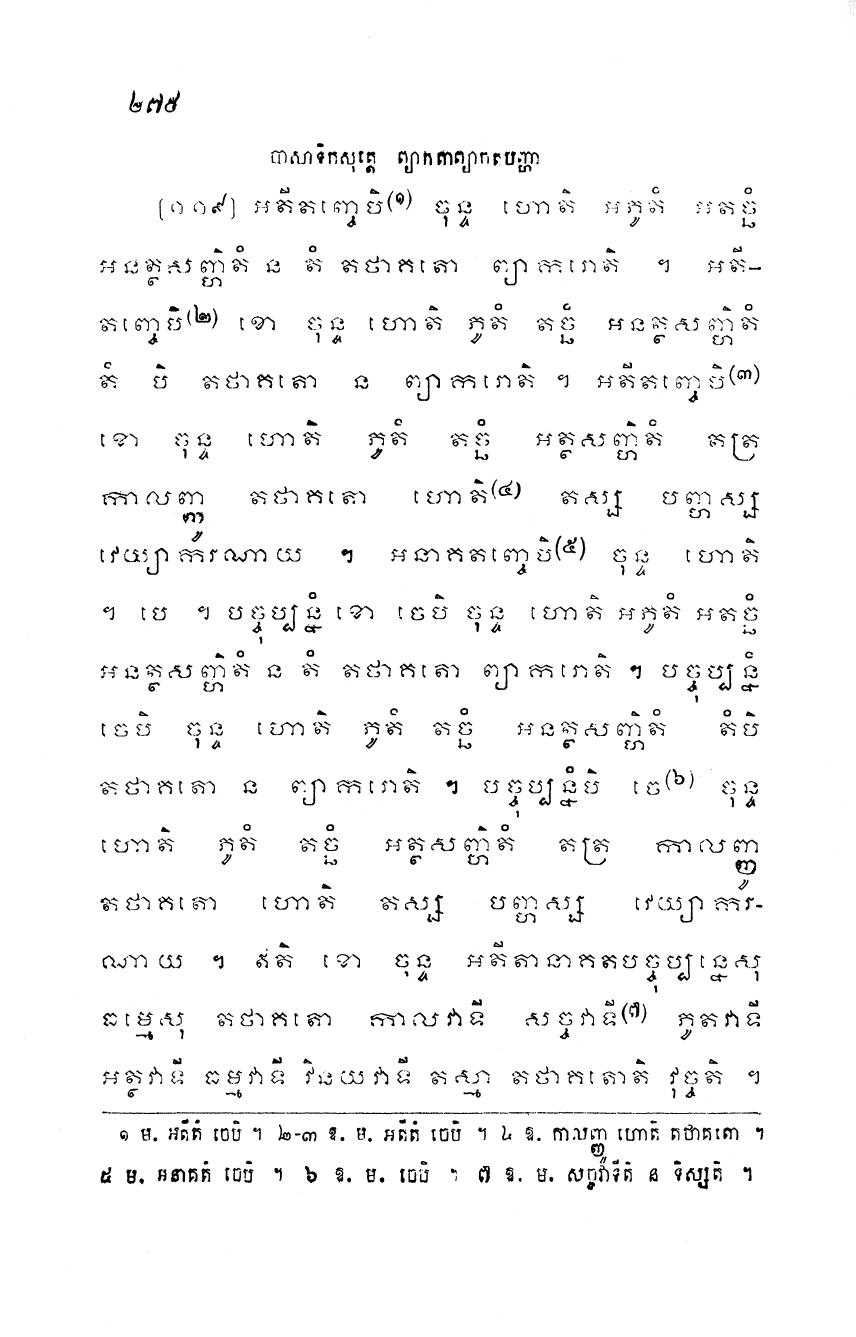 ២៧៥
បាសាទិកសុត្តេ ព្យាកតាព្យាកតបញ្ហា
[១១៩] អតីតញ្ចេបិ(១) ចុន្ទ ហោតិ អភូតំ អតច្ឆំ
អនត្ថសញ្ហិតំ ន តំ តថាគតោ ព្យាករោតិ ។ អតី-
តញ្ចេបិ(២) ខោ ចុន្ទ ហោតិ ភូតំ តច្ឆំ អនត្ថសញ្ហិតំ
តំ បិ តថាគតោ ន ព្យាករោតិ ។ អតីតញ្ចេបិ(៣)
ខោ ចុន្ទ ហោតិ ភូតំ តច្ឆំ អត្ថសញ្ហិតំ តត្រ
កាលញ្ញូ តថាគតោ ហោតិ(៤) តស្ស បញ្ហស្ស
វេយ្យាករណាយ ។ អនាគតញ្ចេបិ(៥) ចុន្ទ ហោតិ
។ បេ ។ បច្ចុប្បន្នំ ខោ ចេបិ ចុន្ទ ហោតិ អភូតំ អតច្ឆំ
អនត្ថសញ្ហិតំ ន តំ តថាគតោ ព្យាករោតិ ។ បច្ចុប្បន្នំ
ចេបិ ចុន្ទ ហោតិ ភូតំ តច្ឆំ អនត្ថសញ្ហិតំ តំបិ
តថាគតោ ន ព្យាករោតិ ។ បច្ចុប្បន្នំបិ ចេ(៦) ចុន្ទ
ហោតិ ភូតំ តច្ឆំ អត្ថសញ្ហិតំ តត្រ កាលញ្ញូ
តថាគតោ ហោតិ តស្ស បញ្ហស្ស វេយ្យាករ-
ណាយ ។ ឥតិ ខោ ចុន្ទ អតីតានាគតបច្ចុប្បន្នេសុ
ធម្មេសុ តថាគតោ កាលវាទី សច្ចវាទី(៧) ភូតវាទី
អត្ថវាទី ធម្មវាទី វិនយវាទី តស្មា តថាគតោតិ វុច្ចតិ ។
១ ម. អតីតំ ចេបិ ។ ២-៣ ឱ. ម. អតីតំ ចេបិ ។ ៤ ឱ. កាលញ្ញូ ហោតិ តថាគតោ ។
៥ ម. អនាគតំ ចេបិ ។ ៦ ឱ. ម. ចេបិ ។ ៧ ឱ. ម. សច្ចវាទីតិ ន ទិស្សតិ ។